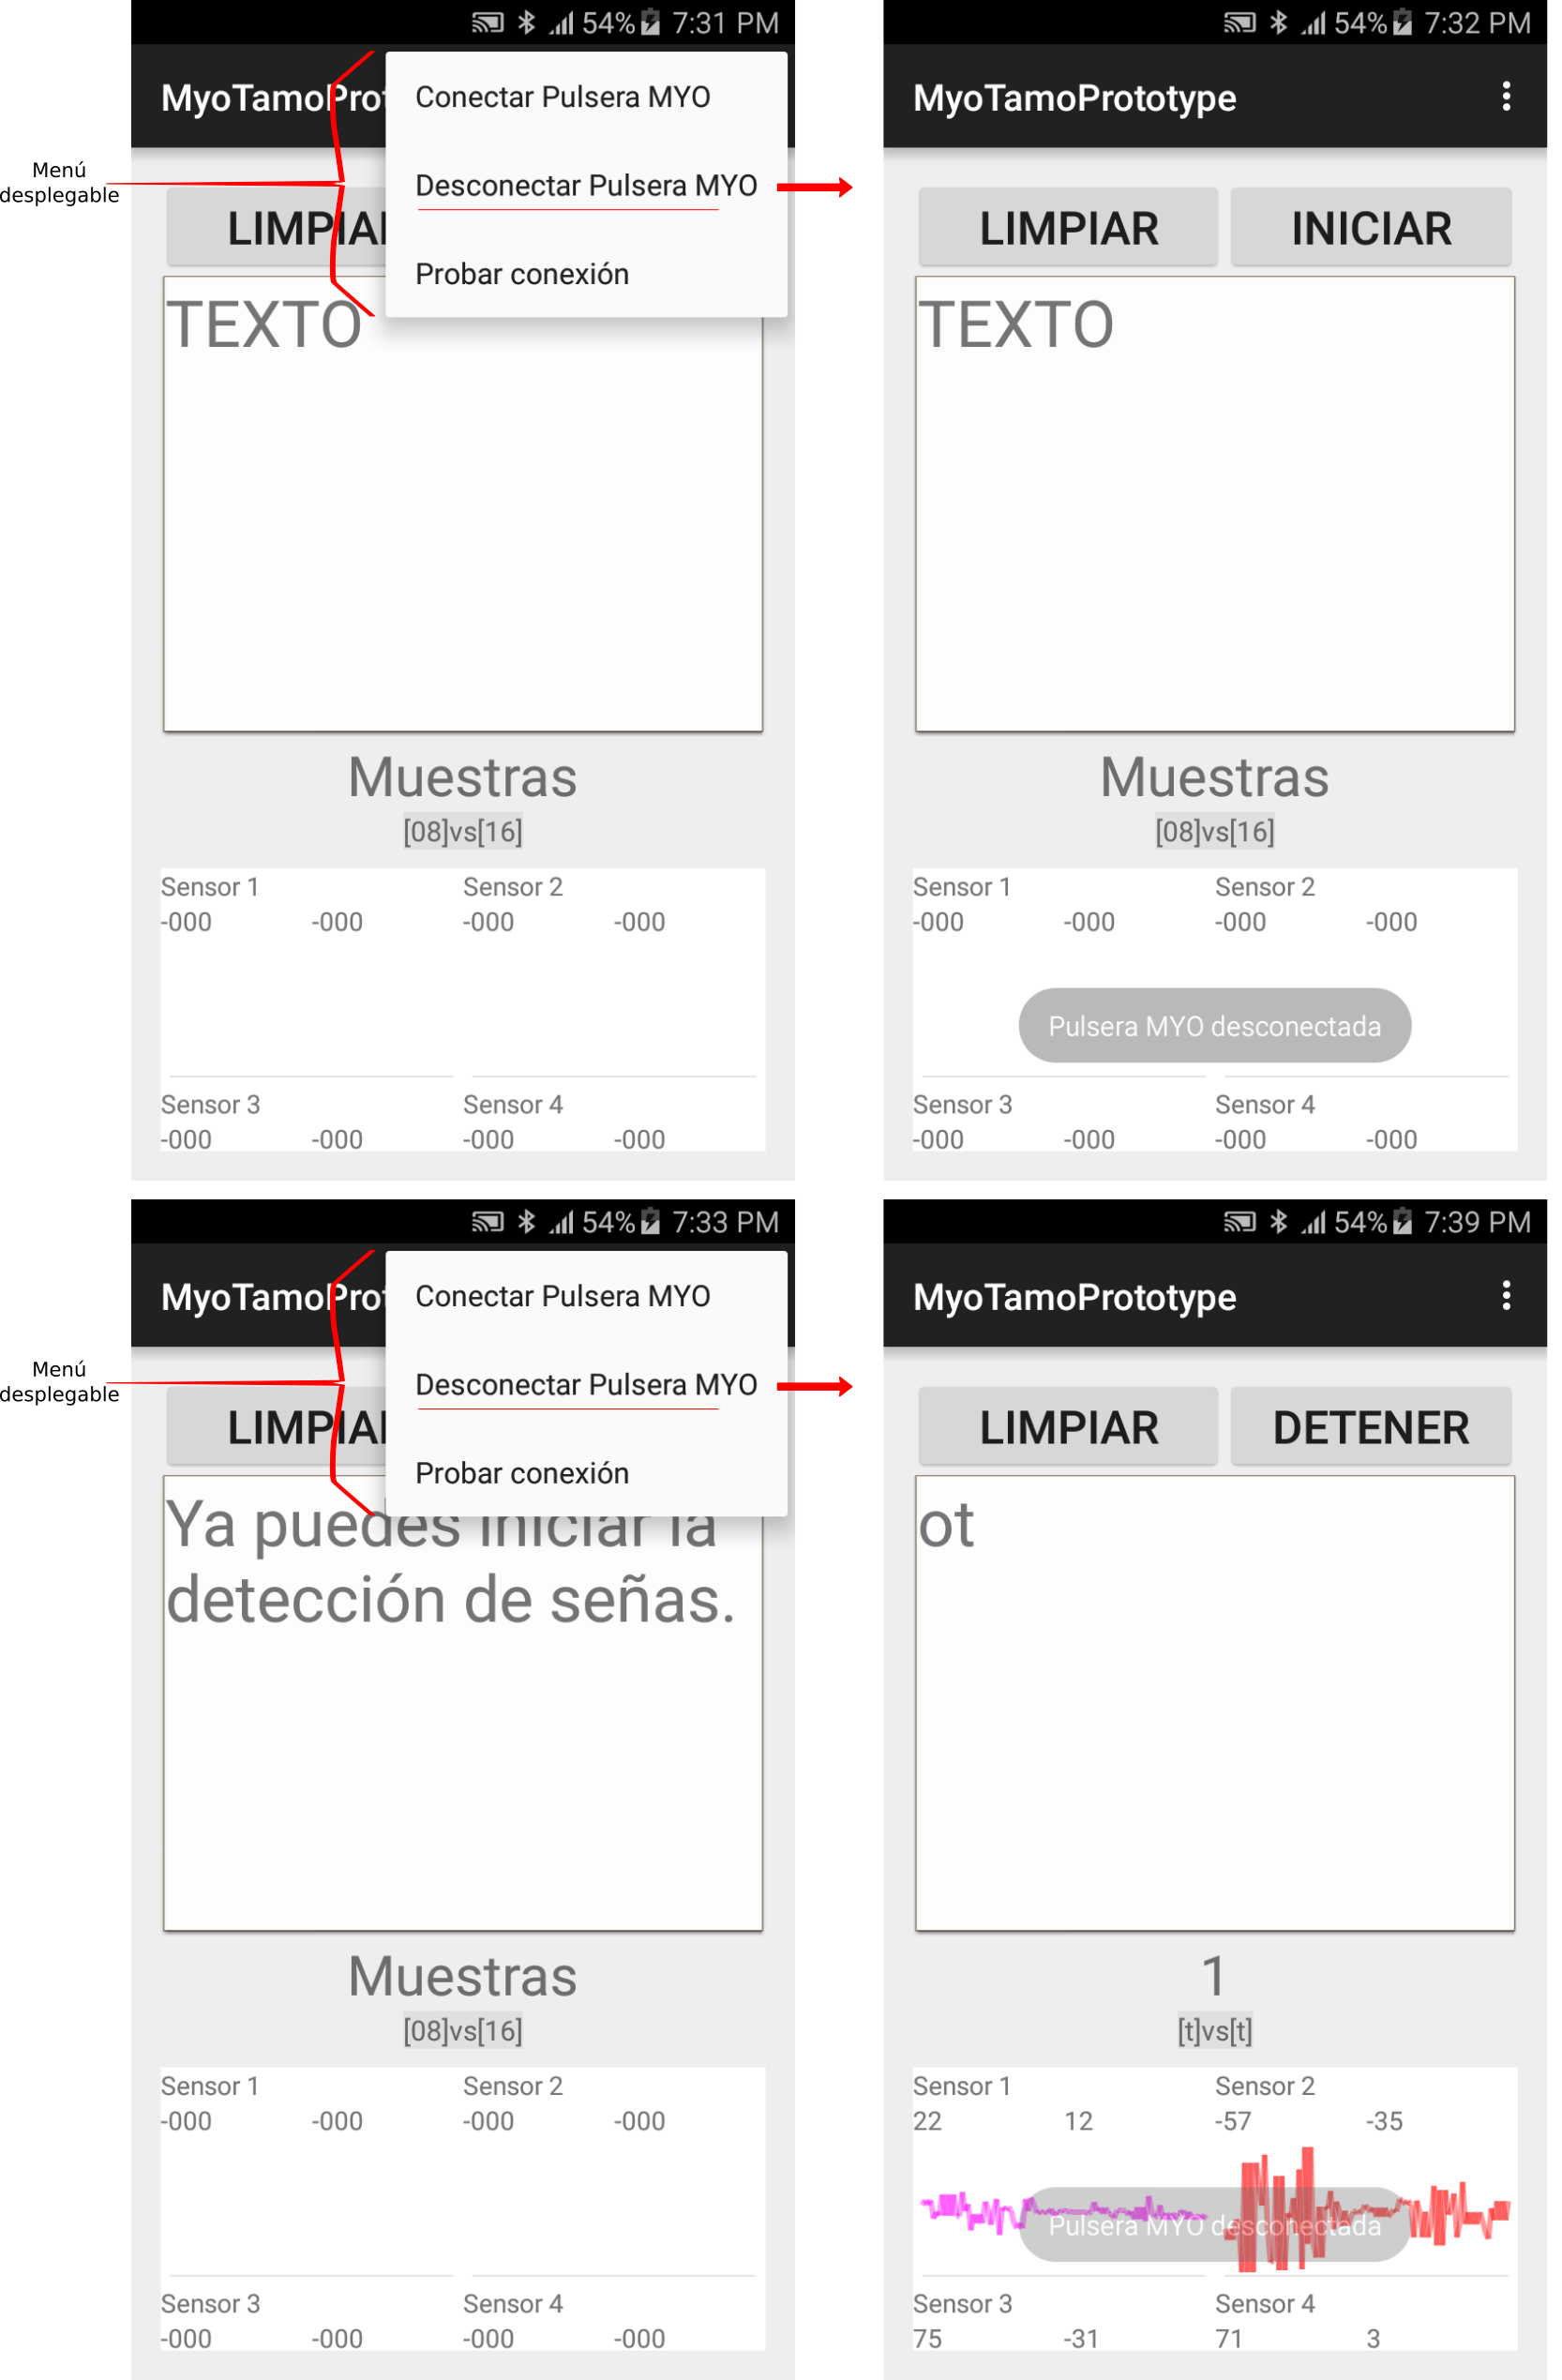 54% 7:31 PM
MyoTamoProt
Conectar Pulsera MYO
Menú
desplegable
Desconectar Pulsera MYO
LIMPIAR
Probar conexión
TEXTO
Muestras
[08]vs[16]
Sensor 1 Sensor 2
-000 -000 -000 -000
Sensor 3 Sensor 4
-000 -000 -000 -000
54% 7:32 PM
MyoTamoPrototype
LIMPIAR INICIAR
TEXTO
Muestras
[08]vs[16]
Sensor 1 Sensor 2
-000 -000 -000 -000
Pulsera MYO desconectada
Sensor 3 Sensor 4
-000 -000 -000 -000
54% 7:33 PM
MyoTamoProt
Conectar Pulsera MYO
Menú
desplegable
Desconectar Pulsera MYO
LIMPIAR
Probar conexión
Ya puedes iniciar la
detección de señas.
Muestras
[08]vs[16]
Sensor 1 Sensor 2
-000 -000 -000 -000
Sensor 3 Sensor 4
-000 -000 -000 -000
54% 7:39 PM
MyoTamoPrototype
LIMPIAR DETENER
ot
1
[t]vs[t]
Sensor 1 Sensor 2
22 12 -57 -35
Pulsera MYO desconectada
Sensor 3 Sensor 4
75 -31 71 3